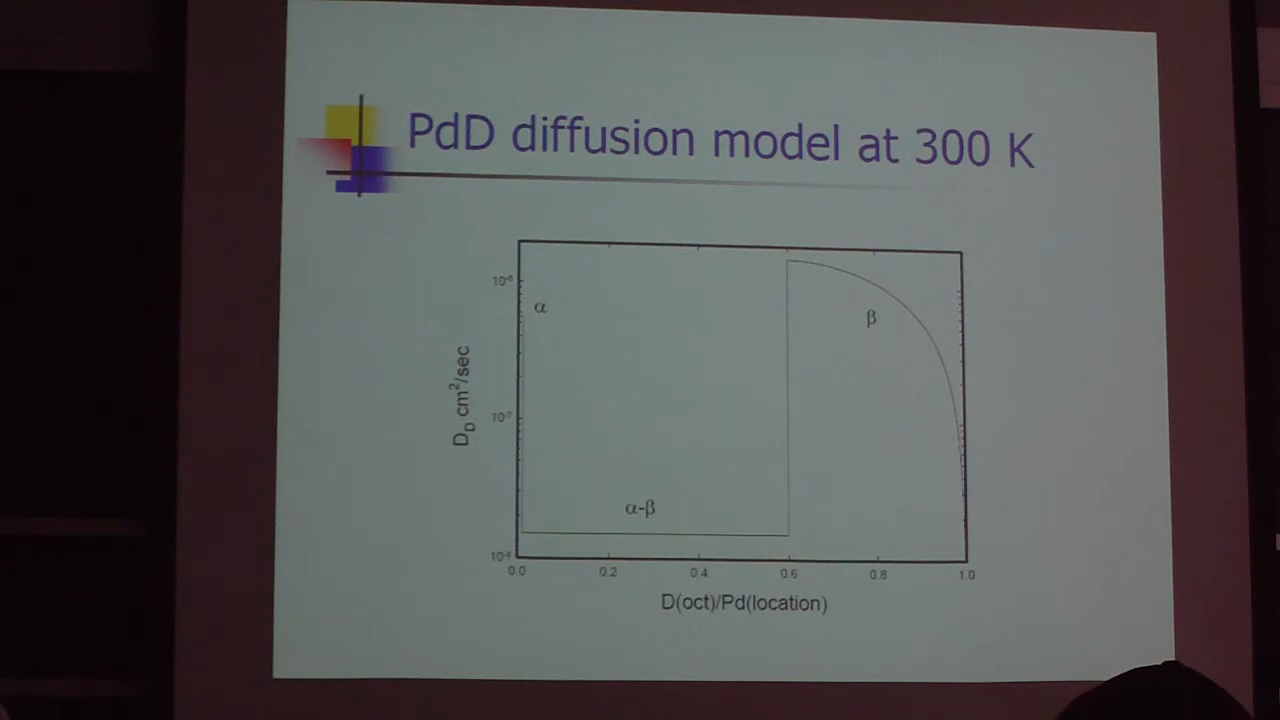 PdD diffusion model at 300 K
10⁻⁶
α
β
D_D cm²/sec
10⁻⁷
α-β
10⁻⁸
0.0 0.2 0.4 0.6 0.8 1.0
D(oct)/Pd(location)